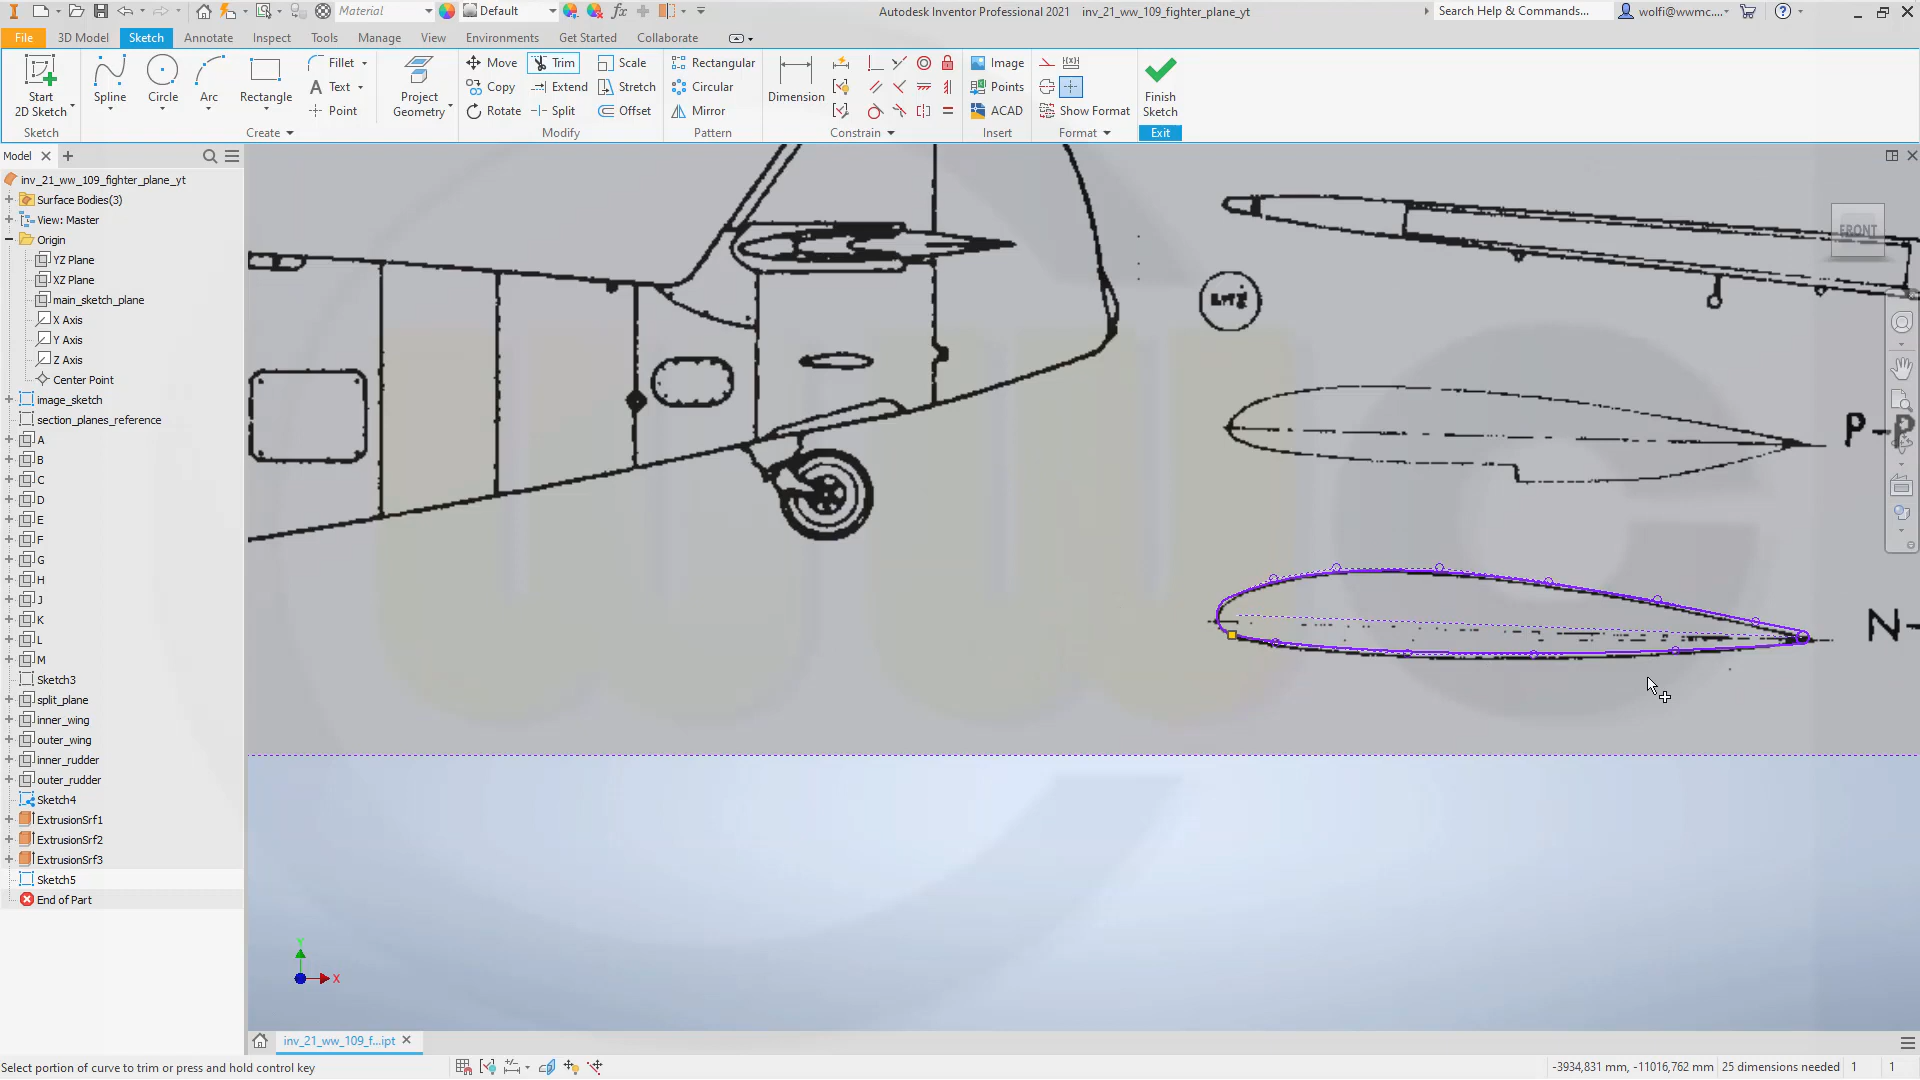 Material
Default
Autodesk Inventor Professional 2021 inv_21_ww_109_fighter_plane_yt
Search Help & Commands...
wolfi@wwmc....
File
3D Model
Sketch
Annotate
Inspect
Tools
Manage
View
Environments
Get Started
Collaborate
Start
2D Sketch
Spline
Circle
Arc
Rectangle
Fillet
Text
Point
Project
Geometry
Move
Copy
Rotate
Trim
Extend
Split
Scale
Stretch
Offset
Rectangular
Circular
Mirror
Dimension
Image
Points
ACAD
Show Format
Finish
Sketch
Sketch
Create
Modify
Pattern
Constrain
Insert
Format
Exit
Model
inv_21_ww_109_fighter_plane_yt
Surface Bodies(3)
View: Master
Origin
YZ Plane
XZ Plane
main_sketch_plane
X Axis
Y Axis
Z Axis
Center Point
image_sketch
section_planes_reference
A
B
C
D
E
F
G
H
J
K
L
M
Sketch3
split_plane
inner_wing
outer_wing
inner_rudder
outer_rudder
Sketch4
ExtrusionSrf1
ExtrusionSrf2
ExtrusionSrf3
Sketch5
End of Part
FRONT
P-P
N-
Y
X
inv_21_ww_109_f...ipt
Select portion of curve to trim or press and hold control key
-3934,831 mm, -11016,762 mm
25 dimensions needed
1
1